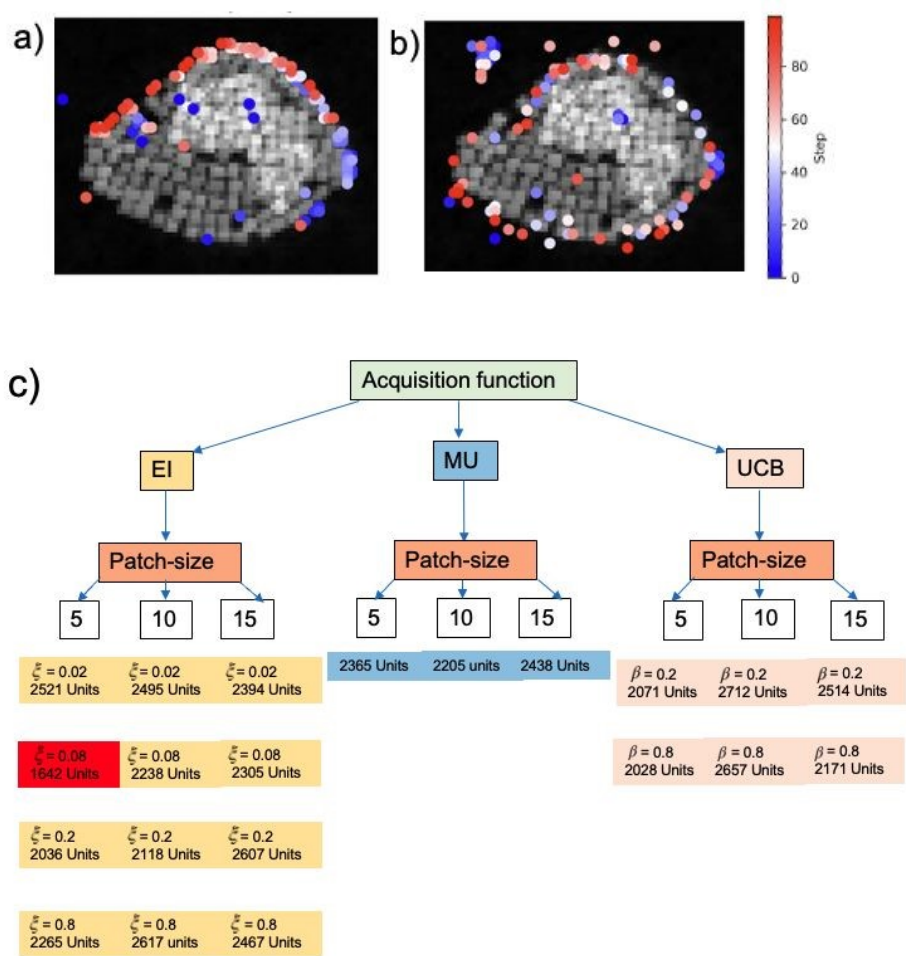 a)
b)
80
60
40
20
0
Step
c)
Acquisition function
EI
MU
UCB
Patch-size
Patch-size
Patch-size
5
10
15
5
10
15
5
10
15
ξ = 0.02
2521 Units
ξ = 0.02
2495 Units
ξ = 0.02
2394 Units
2365 Units
2205 units
2438 Units
β = 0.2
2071 Units
β = 0.2
2712 Units
β = 0.2
2514 Units
ξ = 0.08
1642 Units
ξ = 0.08
2238 Units
ξ = 0.08
2305 Units
β = 0.8
2028 Units
β = 0.8
2657 Units
β = 0.8
2171 Units
ξ = 0.2
2036 Units
ξ = 0.2
2118 Units
ξ = 0.2
2607 Units
ξ = 0.8
2265 Units
ξ = 0.8
2617 units
ξ = 0.8
2467 Units